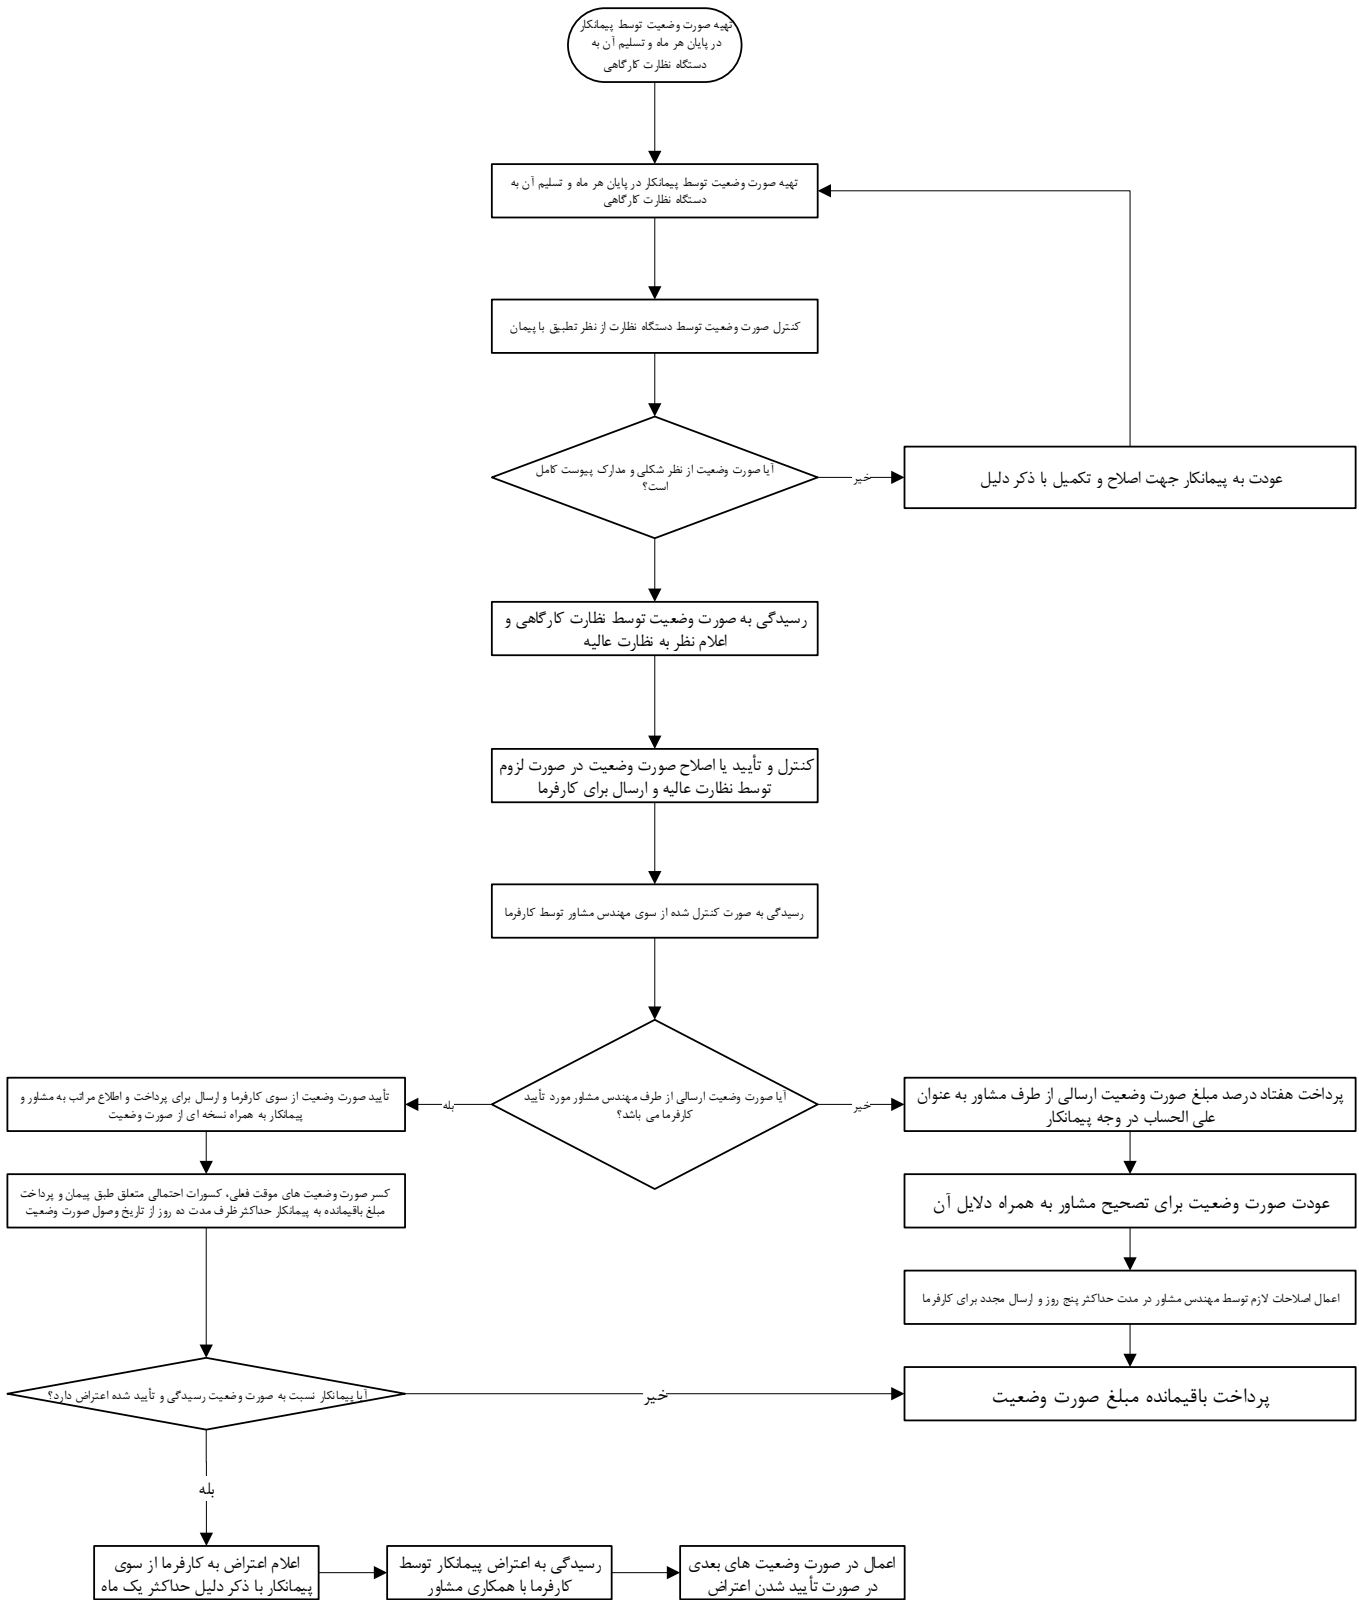 تهیه صورت وضعیت توسط پیمانکار
در پایان هر ماه و تسلیم آن به
دستگاه نظارت کارگاهی
تهیه صورت وضعیت توسط پیمانکار در پایان هر ماه و تسلیم آن به
دستگاه نظارت کارگاهی
کنترل صورت وضعیت توسط دستگاه نظارت از نظر تطبیق با پیمان
آیا صورت وضعیت از نظر شکلی و مدارک پیوست کامل
است؟
خیر
عودت به پیمانکار جهت اصلاح و تکمیل با ذکر دلیل
رسیدگی به صورت وضعیت توسط نظارت کارگاهی و
اعلام نظر به نظارت عالیه
کنترل و تأیید یا اصلاح صورت وضعیت در صورت لزوم
توسط نظارت عالیه و ارسال برای کارفرما
رسیدگی به صورت کنترل شده از سوی مهندس مشاور توسط کارفرما
آیا صورت وضعیت ارسالی از طرف مهندس مشاور مورد تأیید
کارفرما می باشد؟
خیر
پرداخت هفتاد درصد مبلغ صورت وضعیت ارسالی از طرف مشاور به عنوان
علی الحساب در وجه پیمانکار
عودت صورت وضعیت برای تصحیح مشاور به همراه دلایل آن
اعمال اصلاحات لازم توسط مهندس مشاور در مدت حداکثر پنج روز و ارسال مجدد برای کارفرما
پرداخت باقیمانده مبلغ صورت وضعیت
بله
تأیید صورت وضعیت از سوی کارفرما و ارسال برای پرداخت و اطلاع مراتب به مشاور و
پیمانکار به همراه نسخه ای از صورت وضعیت
کسر صورت وضعیت های موقت فعلی، کسورات احتمالی متعلق طبق پیمان و پرداخت
مبلغ باقیمانده به پیمانکار حداکثر ظرف مدت ده روز از تاریخ وصول صورت وضعیت
آیا پیمانکار نسبت به صورت وضعیت رسیدگی و تأیید شده اعتراض دارد؟
خیر
بله
اعلام اعتراض به کارفرما از سوی
پیمانکار با ذکر دلیل حداکثر یک ماه
رسیدگی به اعتراض پیمانکار توسط
کارفرما با همکاری مشاور
اعمال در صورت وضعیت های بعدی
در صورت تأیید شدن اعتراض